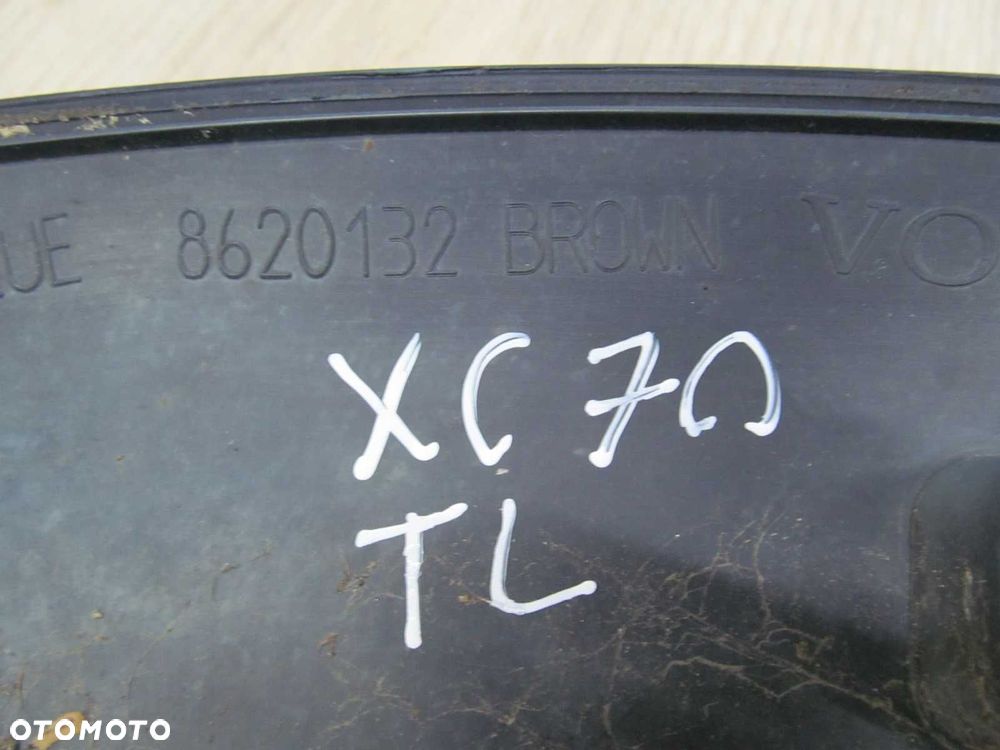 UE 8620132 BROWN VO
XC70
TL
OTOMOTO